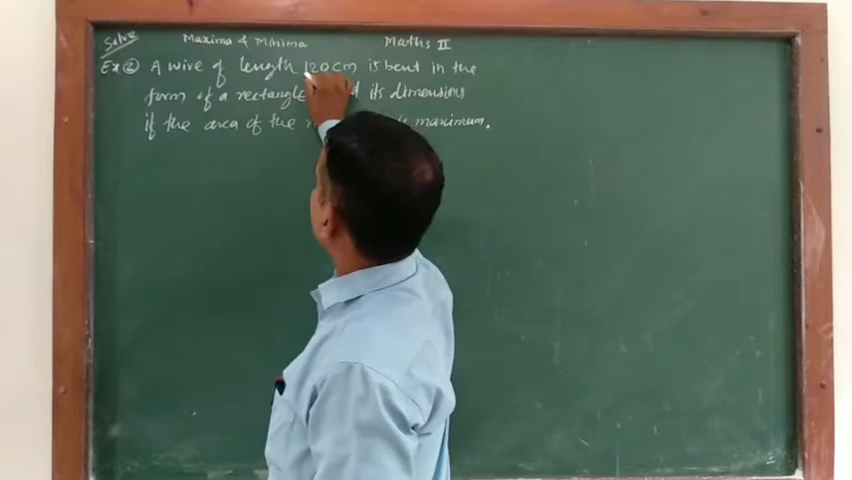 Solve Maxima & Minima Maths II
Ex② A wire of length 120cm is bent in the
form of a rectangle its dimensions
if the area of the is maximum.